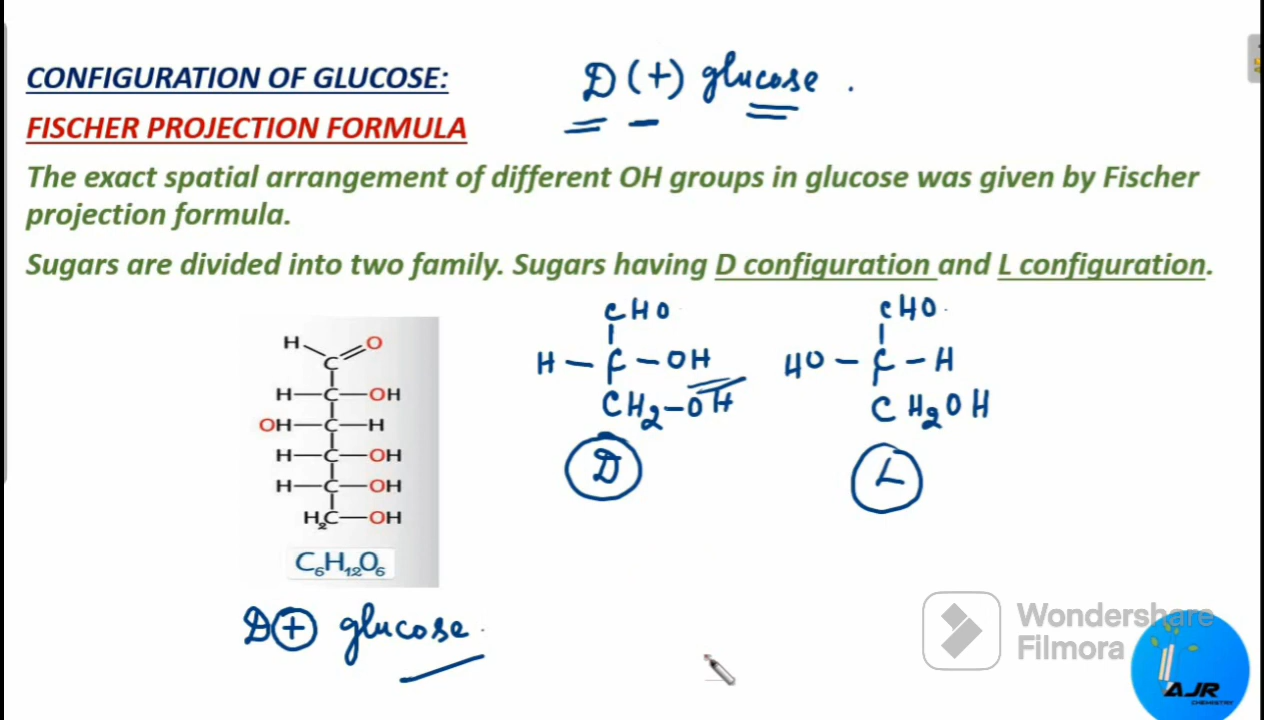 CONFIGURATION OF GLUCOSE:
D (+) glucose.
FISCHER PROJECTION FORMULA
The exact spatial arrangement of different OH groups in glucose was given by Fischer
projection formula.
Sugars are divided into two family. Sugars having D configuration and L configuration.
H O
C
H—C—OH
OH—C—H
H—C—OH
H—C—OH
H₂C—OH
C₆H₁₂O₆
D(+) glucose.
CHO
H—C—OH
CH₂—OH
D
CHO
HO—C—H
CH₂OH
L
Wondershare
Filmora
AJR
CHEMISTRY